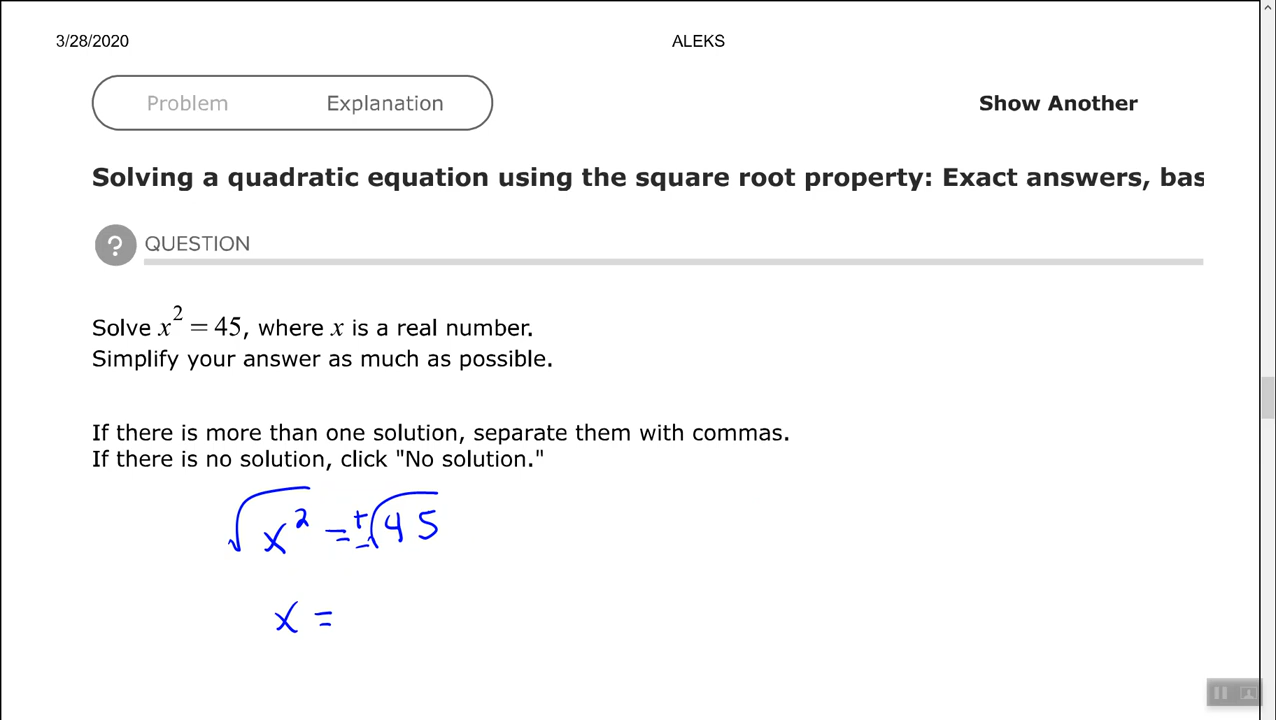 3/28/2020 ALEKS
Problem Explanation Show Another
Solving a quadratic equation using the square root property: Exact answers, bas
? QUESTION
Solve x² = 45, where x is a real number.
Simplify your answer as much as possible.
If there is more than one solution, separate them with commas.
If there is no solution, click "No solution."
√x² = ±√45
x =